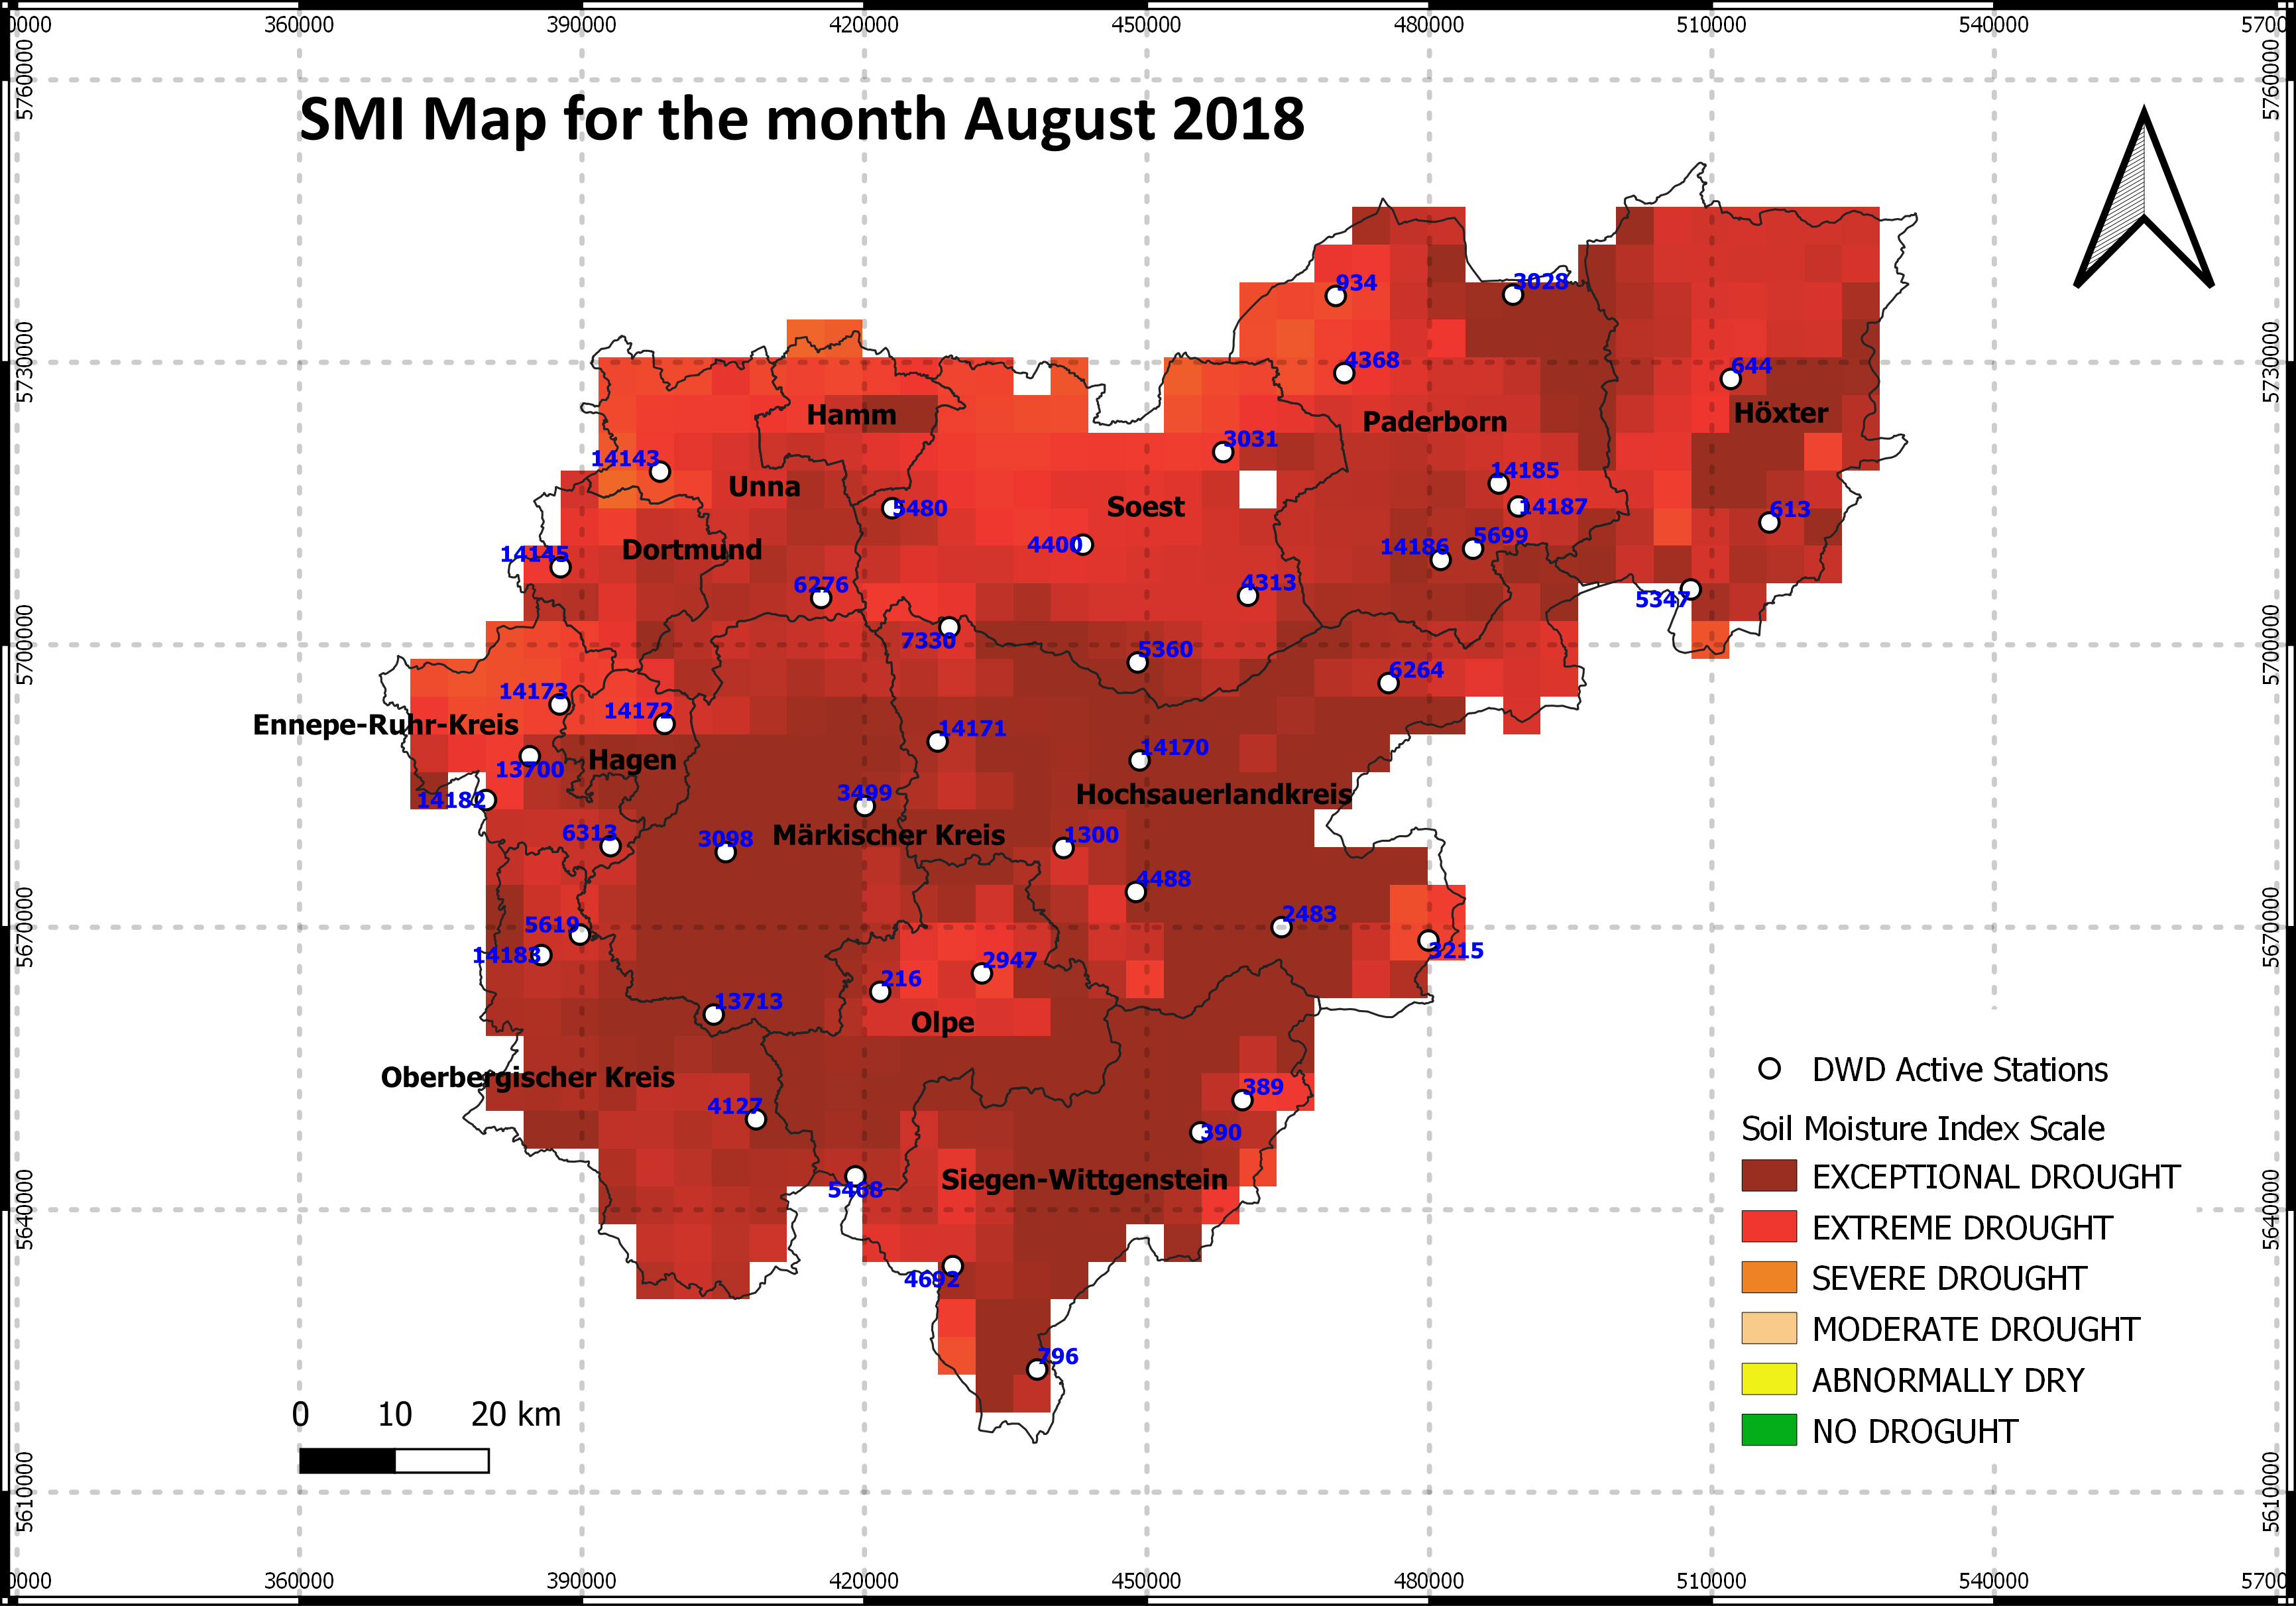 0000 360000 390000 420000 450000 480000 510000 540000 5700
SMI Map for the month August 2018
5760000 5760000
934 3028
5730000 5730000
4368 644
Hamm Paderborn Höxter
14143 3031
Unna 14185
5480 Soest 14187 613
Dortmund 4400 14186 5699
14145
6276 4313 5347
5700000 7330 5360 5700000
6264
14173 14172
Ennepe-Ruhr-Kreis 14171
Hagen 14170
13700
14182 3499 Hochsauerlandkreis
6313 3098 Märkischer Kreis 1300
4488
5619 2483
5670000 14183 3215 5670000
216 2947
13713
Olpe
Oberbergischer Kreis
4127 389
390
Siegen-Wittgenstein
5468
5640000 5640000
4692
796
DWD Active Stations
Soil Moisture Index Scale
EXCEPTIONAL DROUGHT
EXTREME DROUGHT
SEVERE DROUGHT
MODERATE DROUGHT
ABNORMALLY DRY
NO DROGUHT
0 10 20 km
5610000 5610000
0000 360000 390000 420000 450000 480000 510000 540000 5700